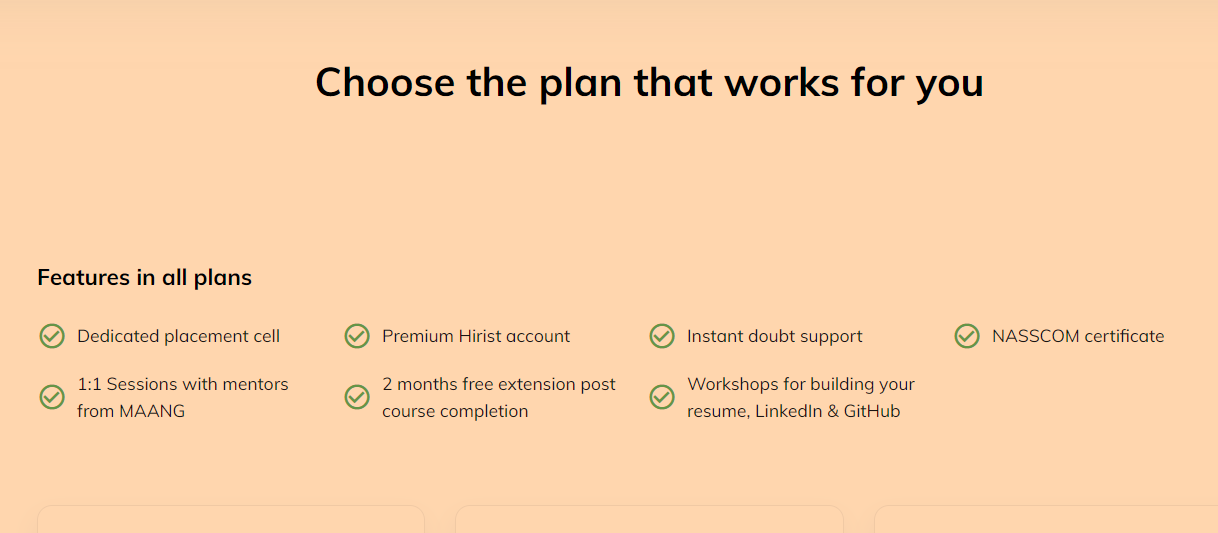 Choose the plan that works for you
Features in all plans
Dedicated placement cell
Premium Hirist account
Instant doubt support
NASSCOM certificate
1:1 Sessions with mentors
from MAANG
2 months free extension post
course completion
Workshops for building your
resume, LinkedIn & GitHub